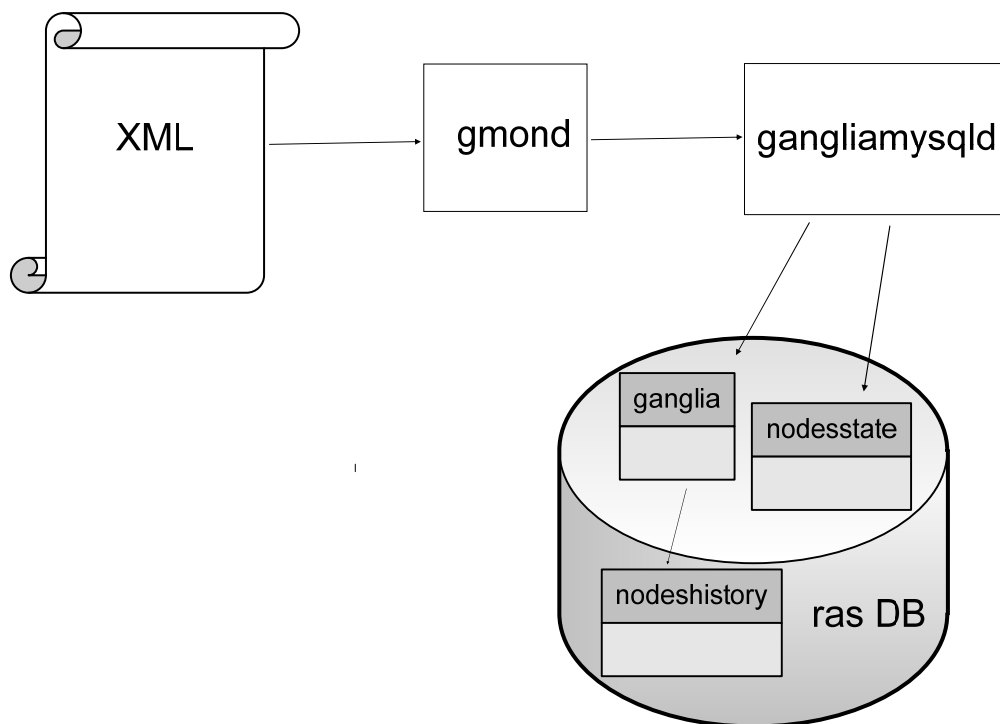 XML
gmond
gangliamysqld
ganglia
nodesstate
nodeshistory
ras DB